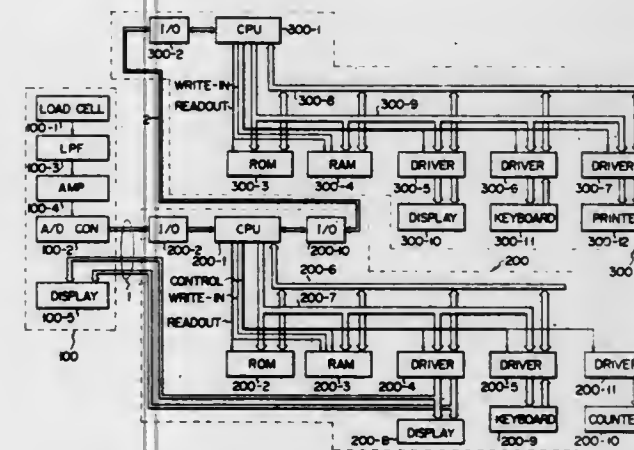 I/O
CPU
300-1
300-2
WRITE-IN
READOUT
300-8
300-9
2
ROM
RAM
DRIVER
DRIVER
DRIVER
300-3
300-4
300-5
300-6
300-7
DISPLAY
KEYBOARD
PRINTE
300-10
300-11
300-12
300
LOAD CELL
100-1
LPF
100-3
AMP
100-4
A/D CON
100-2
DISPLAY
100-5
100
1
I/O
CPU
I/O
200-2
200-1
200-10
200-6
200
CONTROL
WRITE-IN
200-7
READOUT
ROM
RAM
DRIVER
DRIVER
DRIVER
200-2
200-3
200-4
200-5
200-11
DISPLAY
KEYBOARD
COUNTE
200-8
200-9
200-10